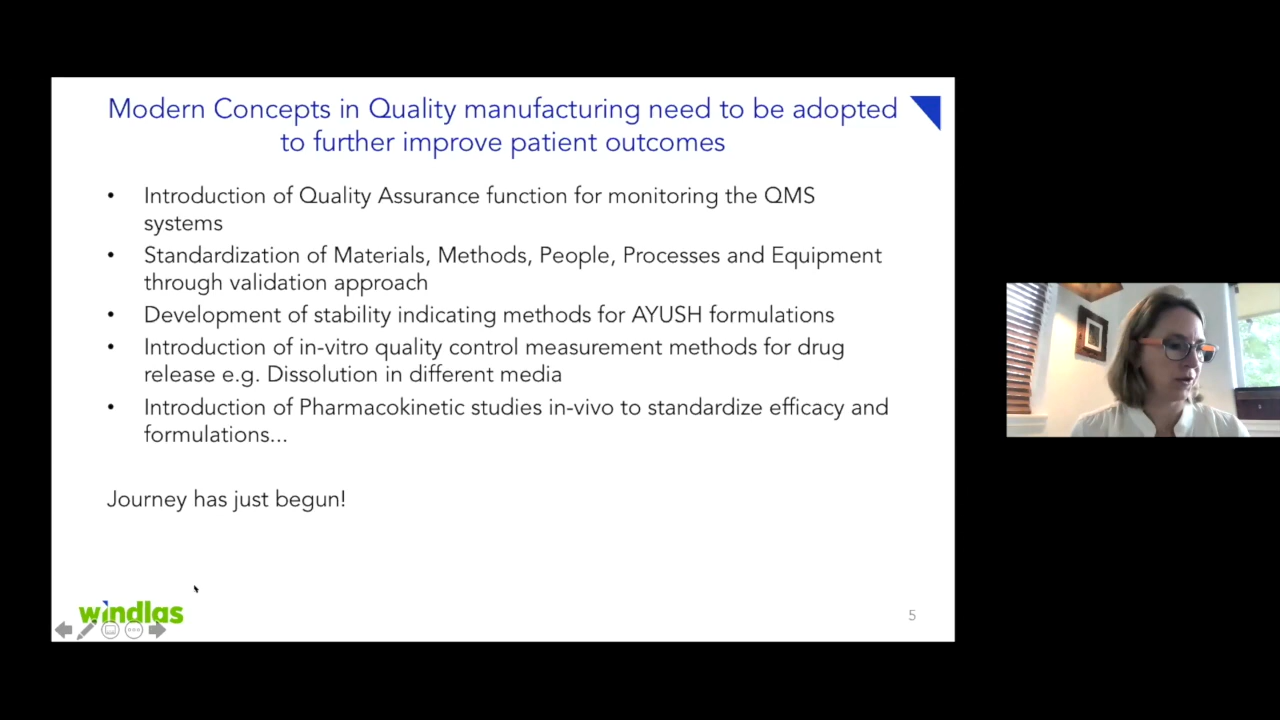 Modern Concepts in Quality manufacturing need to be adopted
to further improve patient outcomes
• Introduction of Quality Assurance function for monitoring the QMS
systems
• Standardization of Materials, Methods, People, Processes and Equipment
through validation approach
• Development of stability indicating methods for AYUSH formulations
• Introduction of in-vitro quality control measurement methods for drug
release e.g. Dissolution in different media
• Introduction of Pharmacokinetic studies in-vivo to standardize efficacy and
formulations...
Journey has just begun!
windlas
5